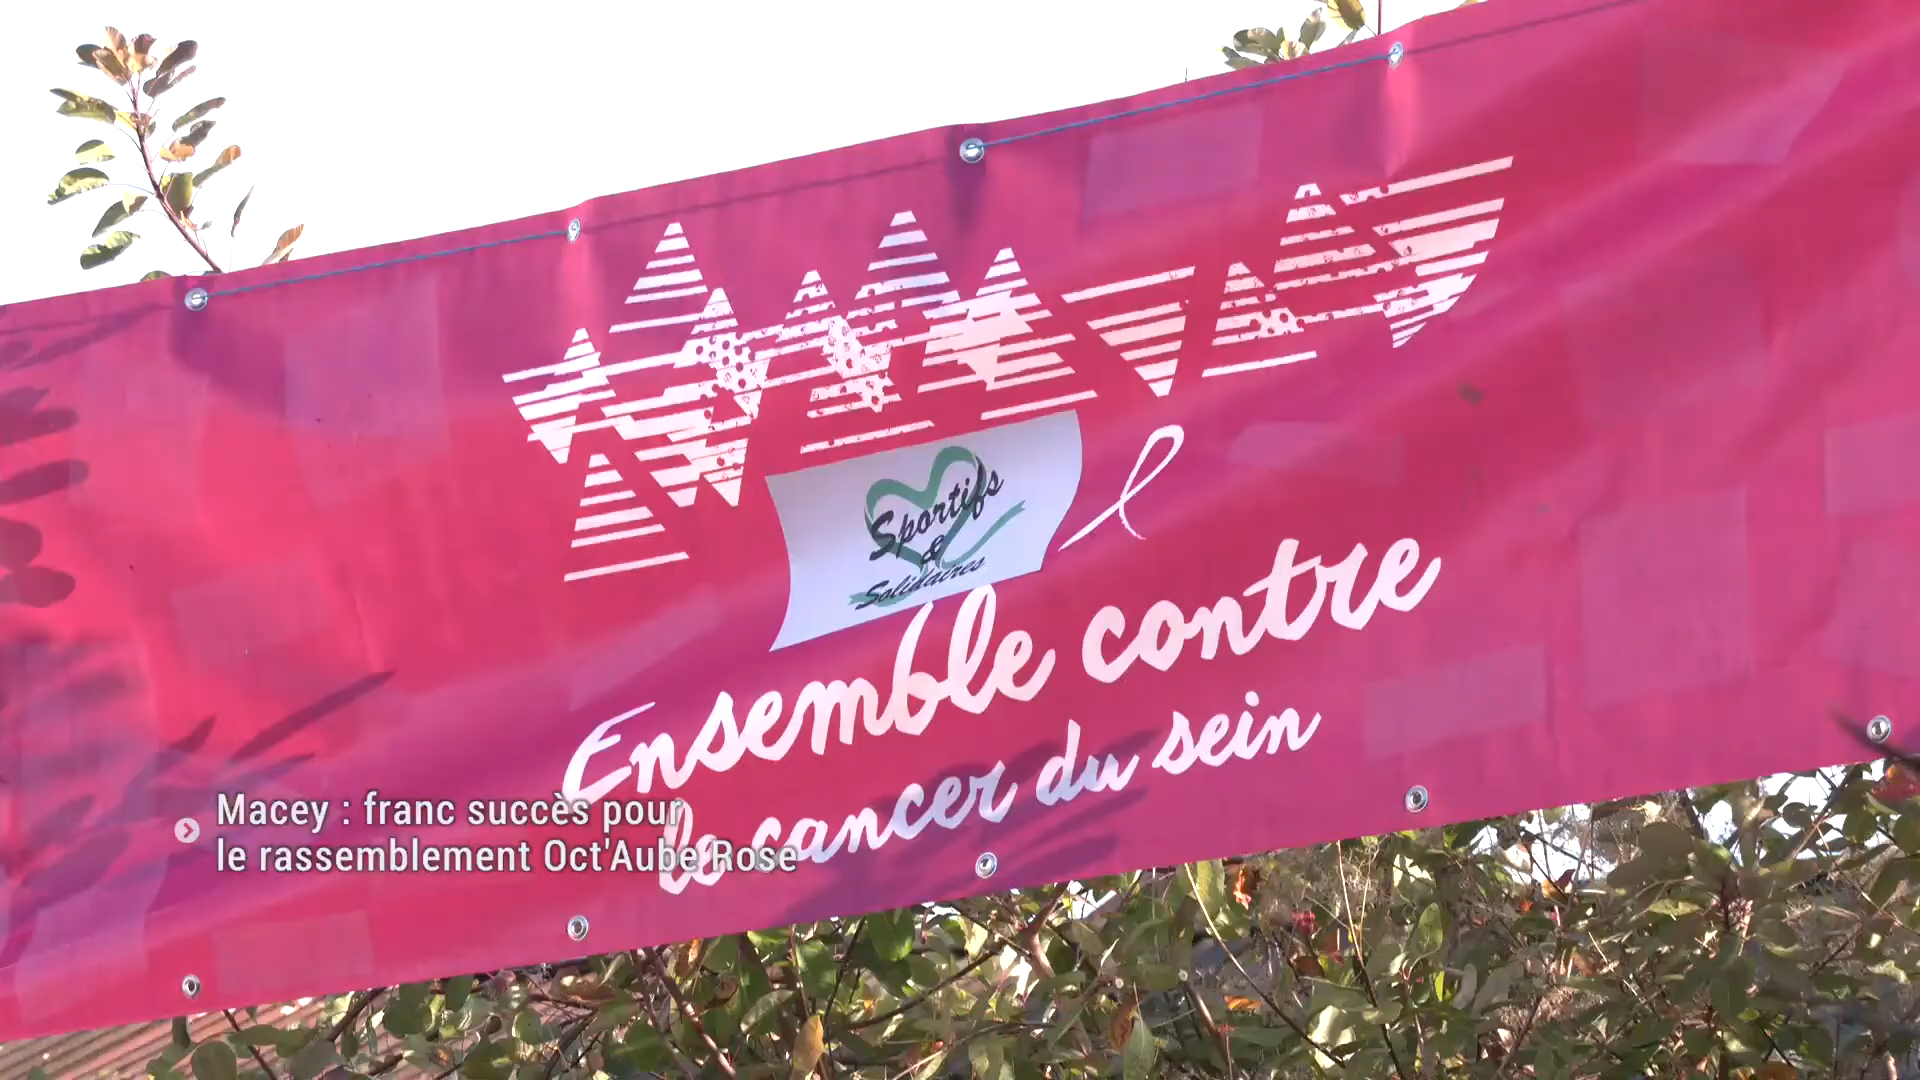 Sportifs
&
Solidaires
Ensemble contre
le cancer du sein
Macey : franc succès pour
le rassemblement Oct'Aube Rose